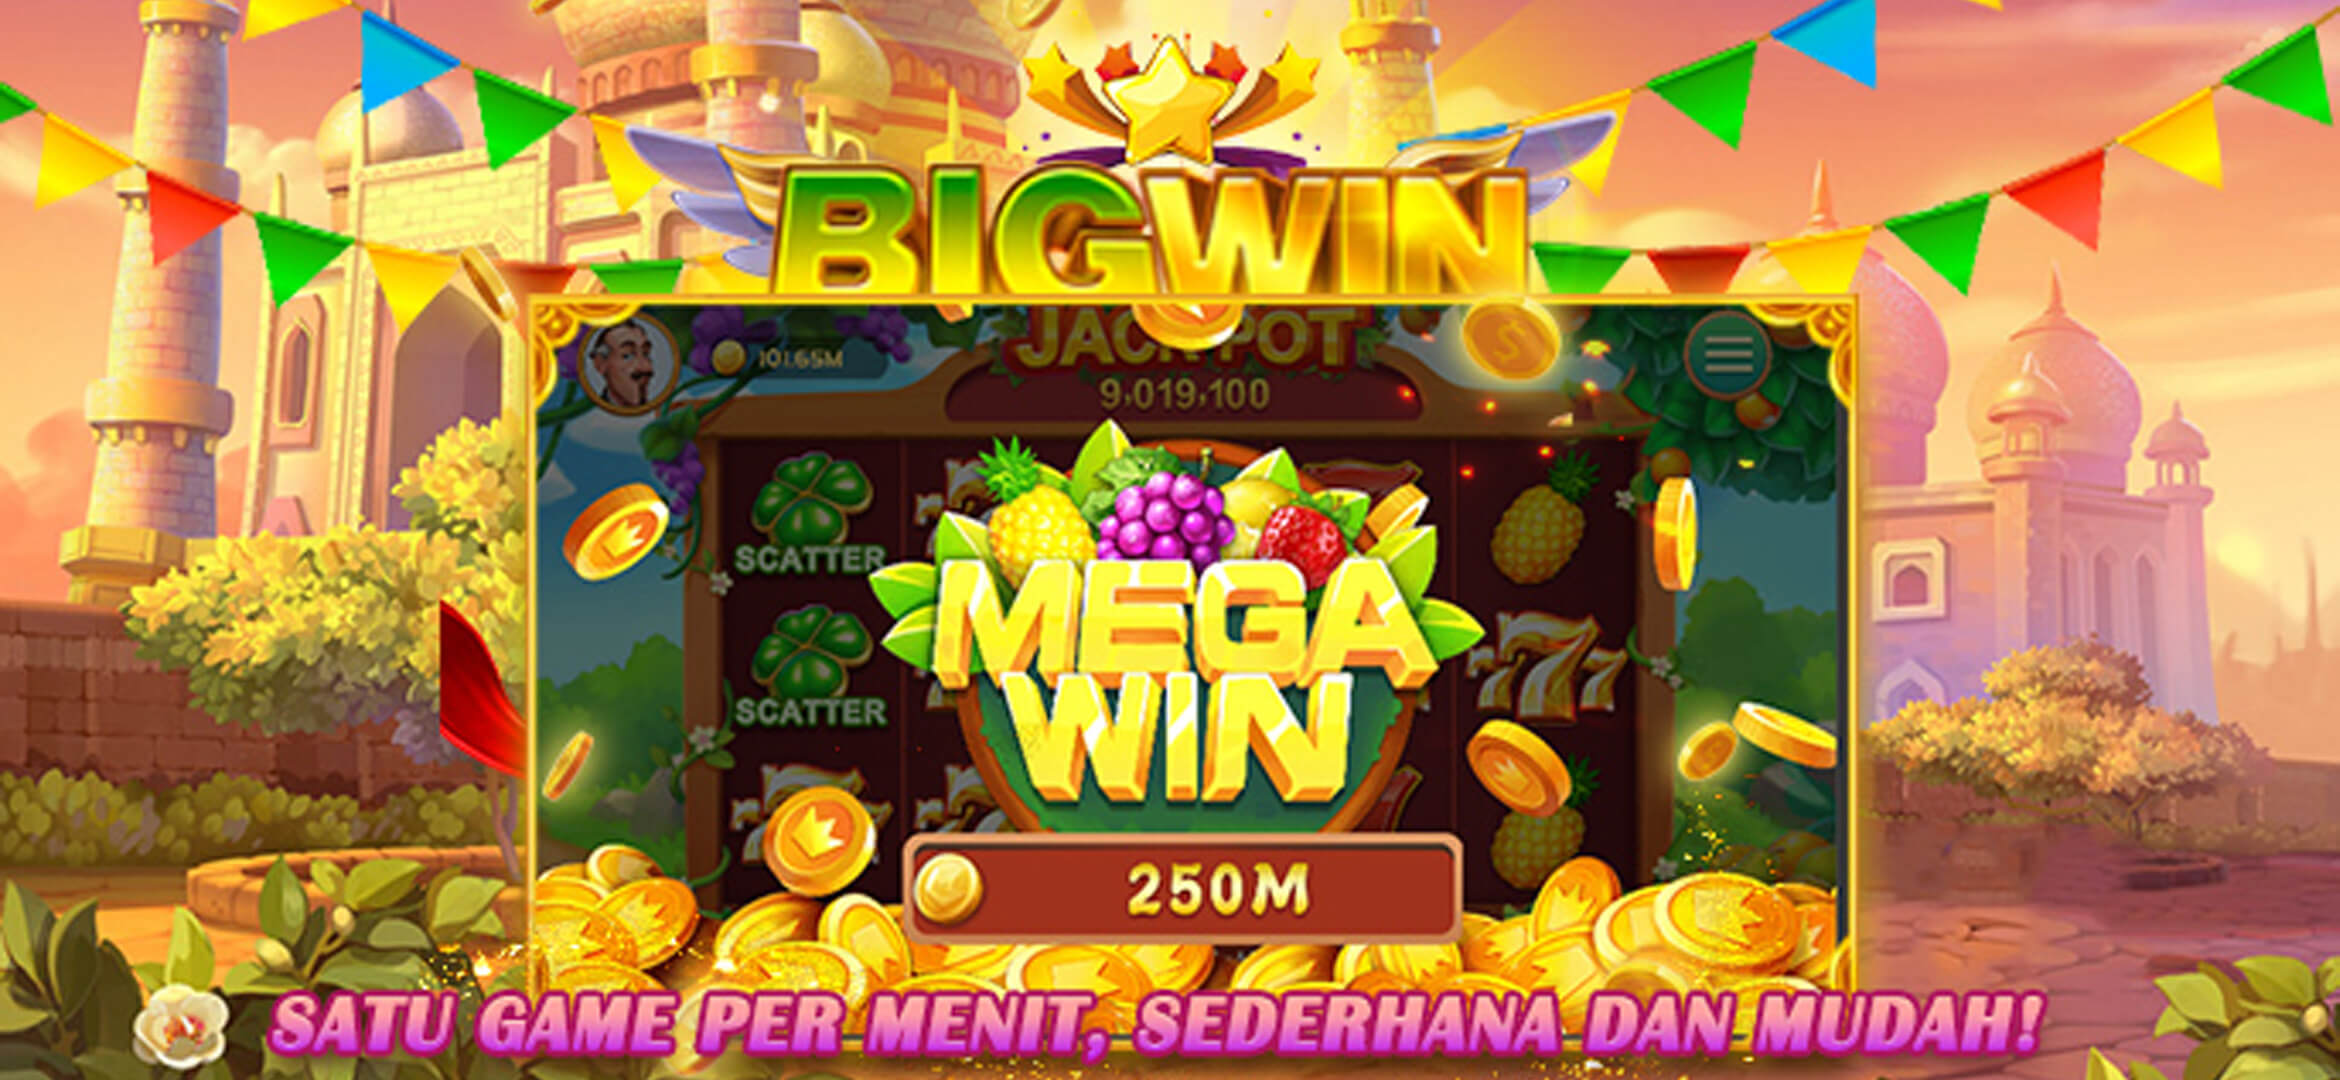 BIGWIN
JACKPOT
101.65M
9,019,100
SCATTER
SCATTER
MEGA
WIN
250M
SATU GAME PER MENIT, SEDERHANA DAN MUDAH!